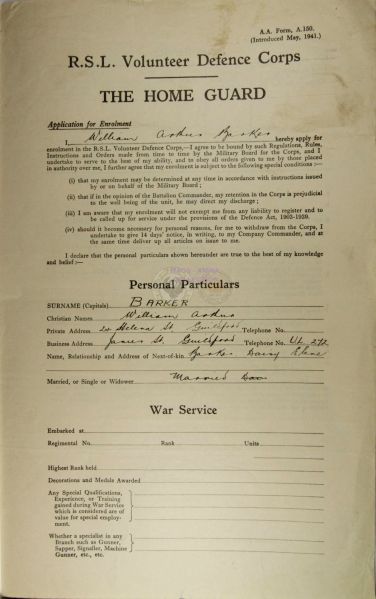 A.A. Form, A.150.
(Introduced May, 1941.)
R.S.L. Volunteer Defence Corps
THE HOME GUARD
Application for Enrolment
I, William Barker hereby apply for
enrolment in the R.S.L. Volunteer Defence Corps,—I agree to be bound by such Regulations, Rules,
Instructions and Orders made from time to time by the Military Board for the Corps, and I
undertake to serve to the best of my ability, and to obey all orders given to me by those placed
in authority over me, I further agree that my enrolment is subject to the following special conditions :—
(i) that my enrolment may be determined at any time in accordance with instructions issued
by or on behalf of the Military Board ;
(ii) that if in the opinion of the Battalion Commander, my retention in the Corps is prejudicial
to the well being of the unit, he may direct my discharge ;
(iii) I am aware that my enrolment will not exempt me from any liability to register and to
be called up for service under the provisions of the Defence Act, 1903-1939.
(iv) should it become necessary for personal reasons, for me to withdraw from the Corps, I
undertake to give 14 days' notice, in writing, to my Company Commander, and at
the same time deliver up all articles on issue to me.
I declare that the personal particulars shown hereunder are true to the best of my knowledge
and belief :—
Personal Particulars
SURNAME (Capitals) BARKER
Christian Names William
Private Address Helena St. Guildford Telephone No.
Business Address James St. Guildford Telephone No. UL 272
Name, Relationship and Address of Next-of-kin Barker Daisy
Married, or Single or Widower Married
War Service
Embarked at
Regimental No. Rank Units
Highest Rank held
Decorations and Medals Awarded
Any Special Qualifications,
Experience, or Training
gained during War Service
which is considered are of
value for special employ-
ment.
Whether a specialist in any
Branch such as Gunner,
Sapper, Signaller, Machine
Gunner, etc., etc.